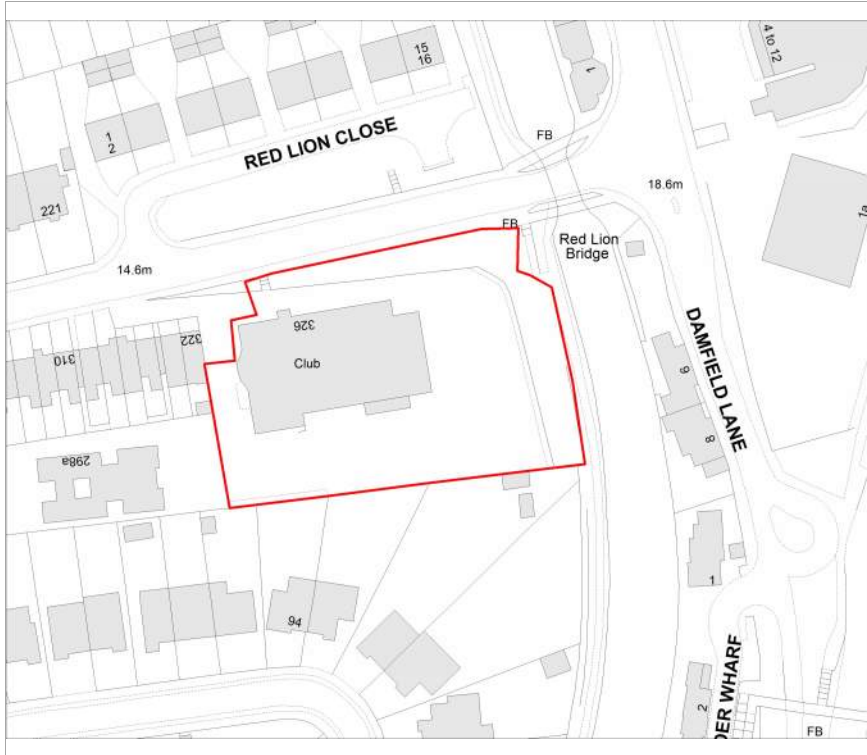 15
16
1
4 to 12
1
2
FB
RED LION CLOSE
18.6m
1a
221
FB
Red Lion
Bridge
14.6m
326
322
310
Club
DAMFIELD LANE
9
8
298a
1
94
DER WHARF
2
FB